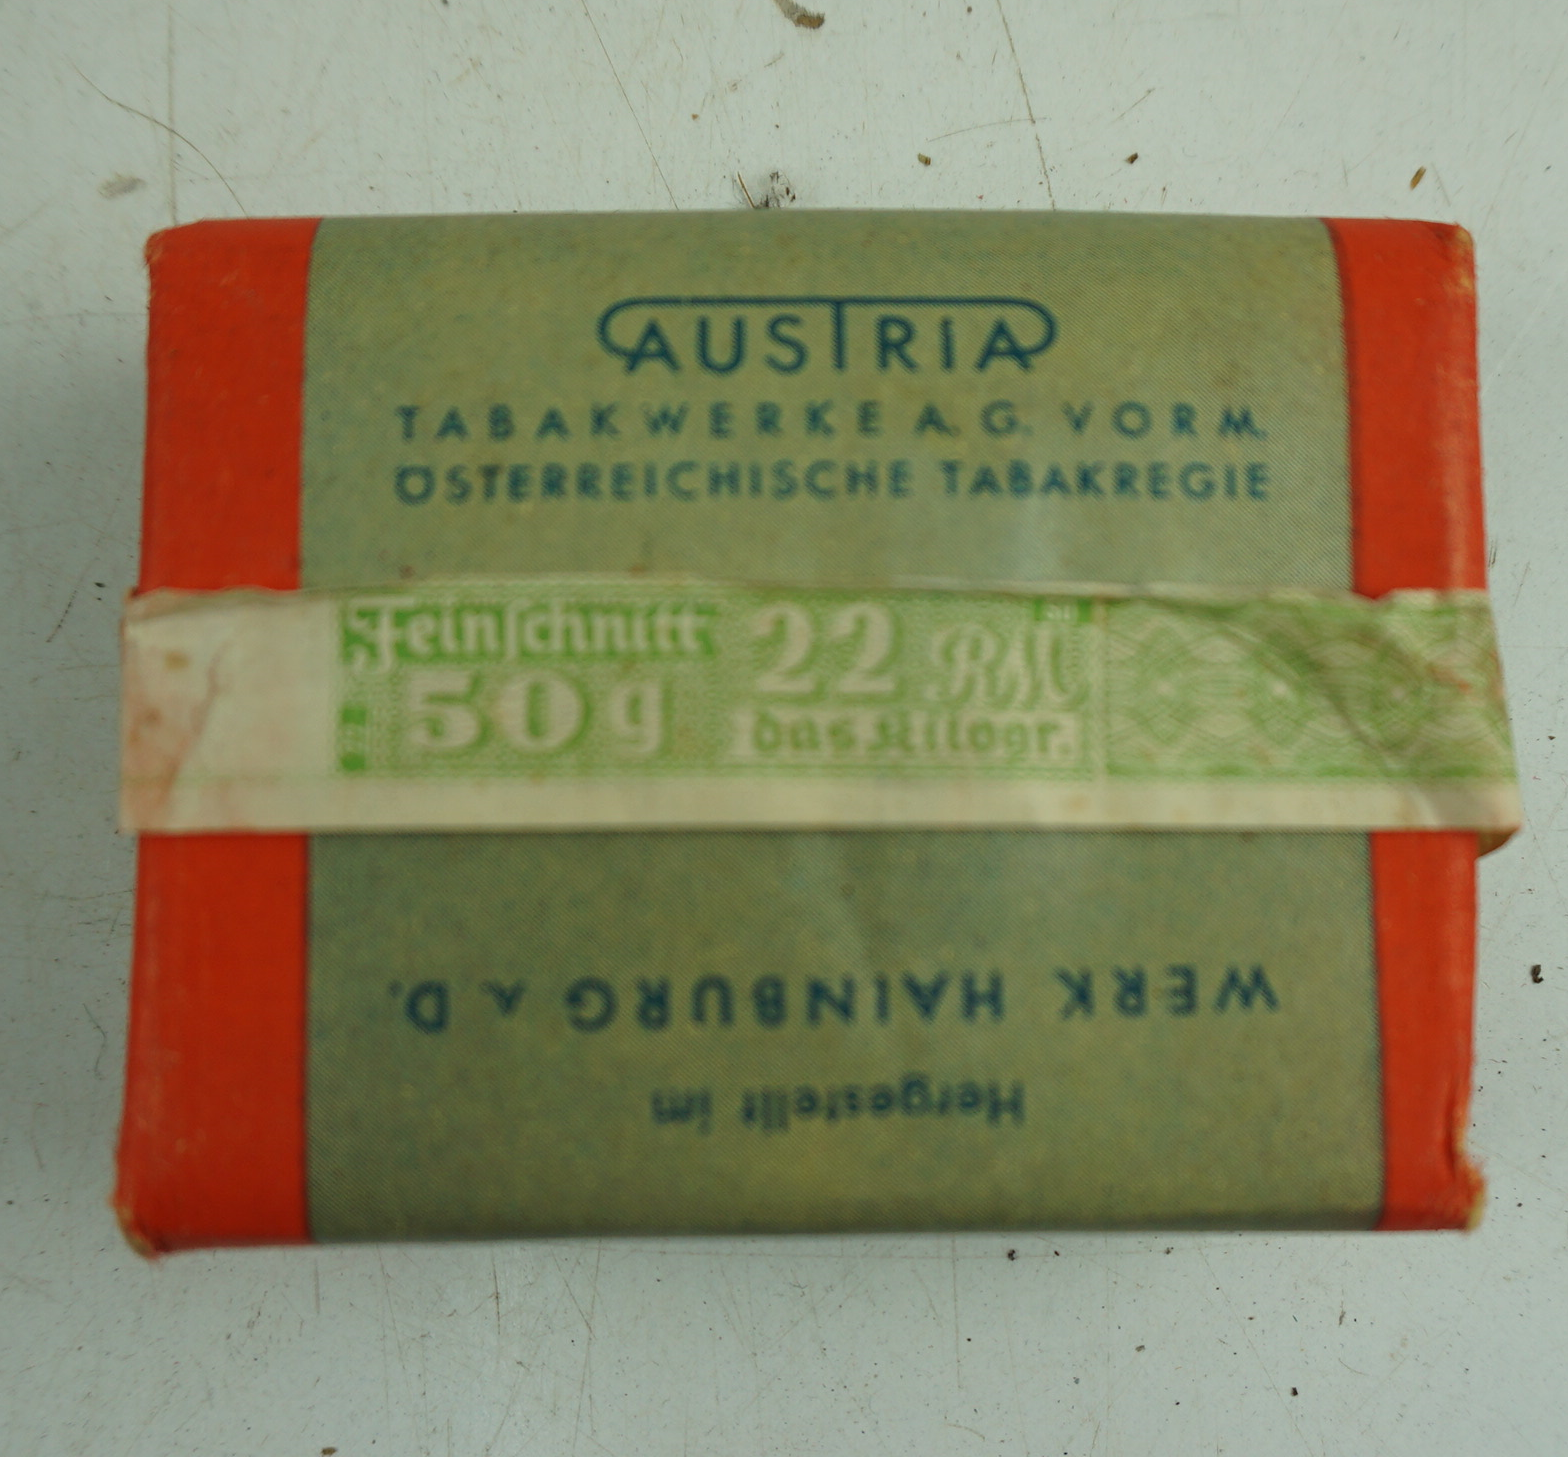 AUSTRIA
TABAKWERKE A. G. VORM.
ÖSTERREICHISCHE TABAKREGIE
Feinschnitt
50 g
22 RM
das Kilogr.
Hergestellt im
WERK HAINBURG A. D.